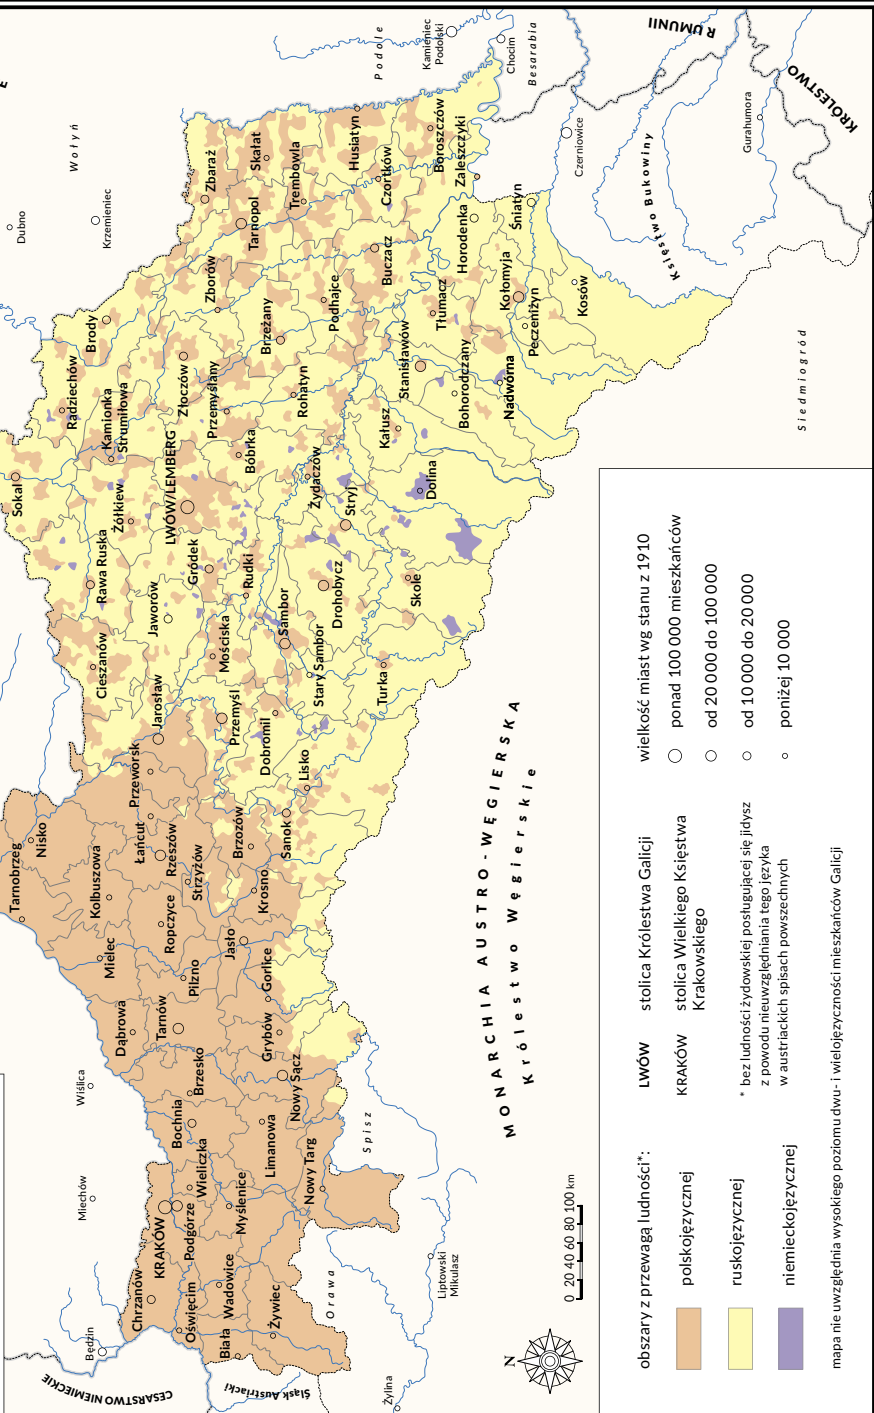 CESARSTWO NIEMIECKIE
Śląsk Austriacki
Będzin
Miechów
Wiślica
Dubno
Krzemieniec
Wołyń
Podole
Kamieniec
Podolski
Chocim
Besarabia
RUMUNII
KRÓLESTWO
Gurahumora
Czerniowice
Księstwo Bukowiny
Siedmiogród
Chrzanów
KRAKÓW
Podgórze
Oświęcim
Wadowice
Biała
Żywiec
Wieliczka
Bochnia
Brzesko
Myślenice
Limanowa
Nowy Targ
Nowy Sącz
Grybów
Gorlice
Dąbrowa
Tarnów
Pilzno
Mielec
Ropczyce
Jasło
Tarnobrzeg
Nisko
Kolbuszowa
Łańcut
Przeworsk
Rzeszów
Strzyżów
Krosno
Brzozów
Sanok
Lisko
Jarosław
Przemyśl
Dobromil
Cieszanów
Jaworów
Mościska
Stary Sambor
Sambor
Turka
Rawa Ruska
Gródek
Rudki
Drohobycz
Skole
Sokal
Żółkiew
LWÓW/LEMBERG
Kamionka
Strumiłowa
Bóbrka
Żydaczów
Stryj
Dolina
Rądziechów
Brody
Złoczów
Przemyślany
Rohatyn
Kałusz
Stanisławów
Bohorodczany
Nadwórna
Zborów
Brzeżany
Podhajce
Buczacz
Tłumacz
Zbaraż
Tarnopol
Skałat
Trembowla
Husiatyn
Czortków
Boroszczów
Zaleszczyki
Horodenka
Śniatyn
Kołomyja
Peczeniżyn
Kosów
Orawa
Spisz
Liptowski
Mikulasz
Żylina
MONARCHIA AUSTRO-WĘGIERSKA
Królestwo Węgierskie
N
0 20 40 60 80 100 km
obszary z przewagą ludności*:
polskojęzycznej
ruskojęzycznej
niemieckojęzycznej
LWÓW stolica Królestwa Galicji
KRAKÓW stolica Wielkiego Księstwa
Krakowskiego
* bez ludności żydowskiej posługującej się jidysz
z powodu nieuwzględniania tego języka
w austriackich spisach powszechnych
wielkość miast wg stanu z 1910
ponad 100 000 mieszkańców
od 20 000 do 100 000
od 10 000 do 20 000
poniżej 10 000
mapa nie uwzględnia wysokiego poziomu dwu- i wielojęzyczności mieszkańców Galicji